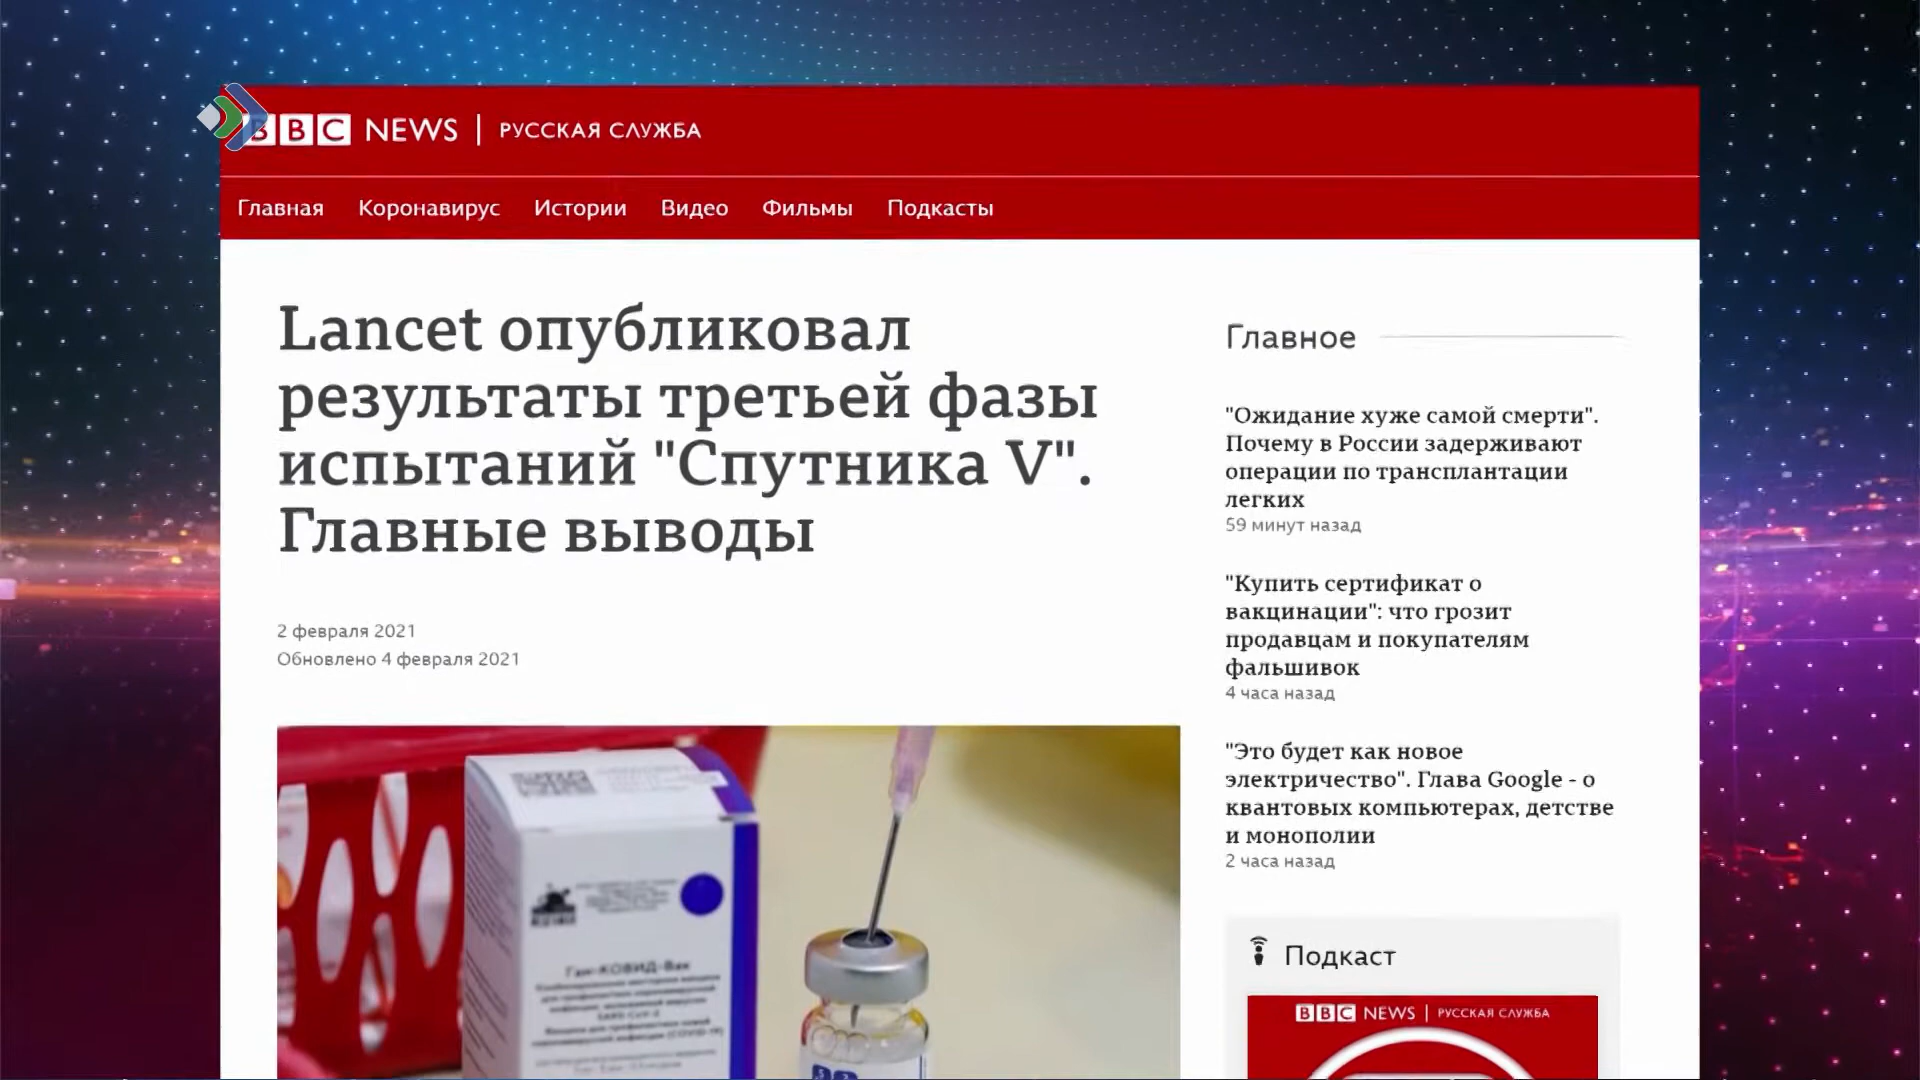 BBC NEWS | РУССКАЯ СЛУЖБА
Главная Коронавирус Истории Видео Фильмы Подкасты
Lancet опубликовал
результаты третьей фазы
испытаний "Спутника V".
Главные выводы
2 февраля 2021
Обновлено 4 февраля 2021
Гам-КОВИД-Вак
Главное
"Ожидание хуже самой смерти".
Почему в России задерживают
операции по трансплантации
легких
59 минут назад
"Купить сертификат о
вакцинации": что грозит
продавцам и покупателям
фальшивок
4 часа назад
"Это будет как новое
электричество". Глава Google - о
квантовых компьютерах, детстве
и монополии
2 часа назад
Подкаст
BBC NEWS | РУССКАЯ СЛУЖБА